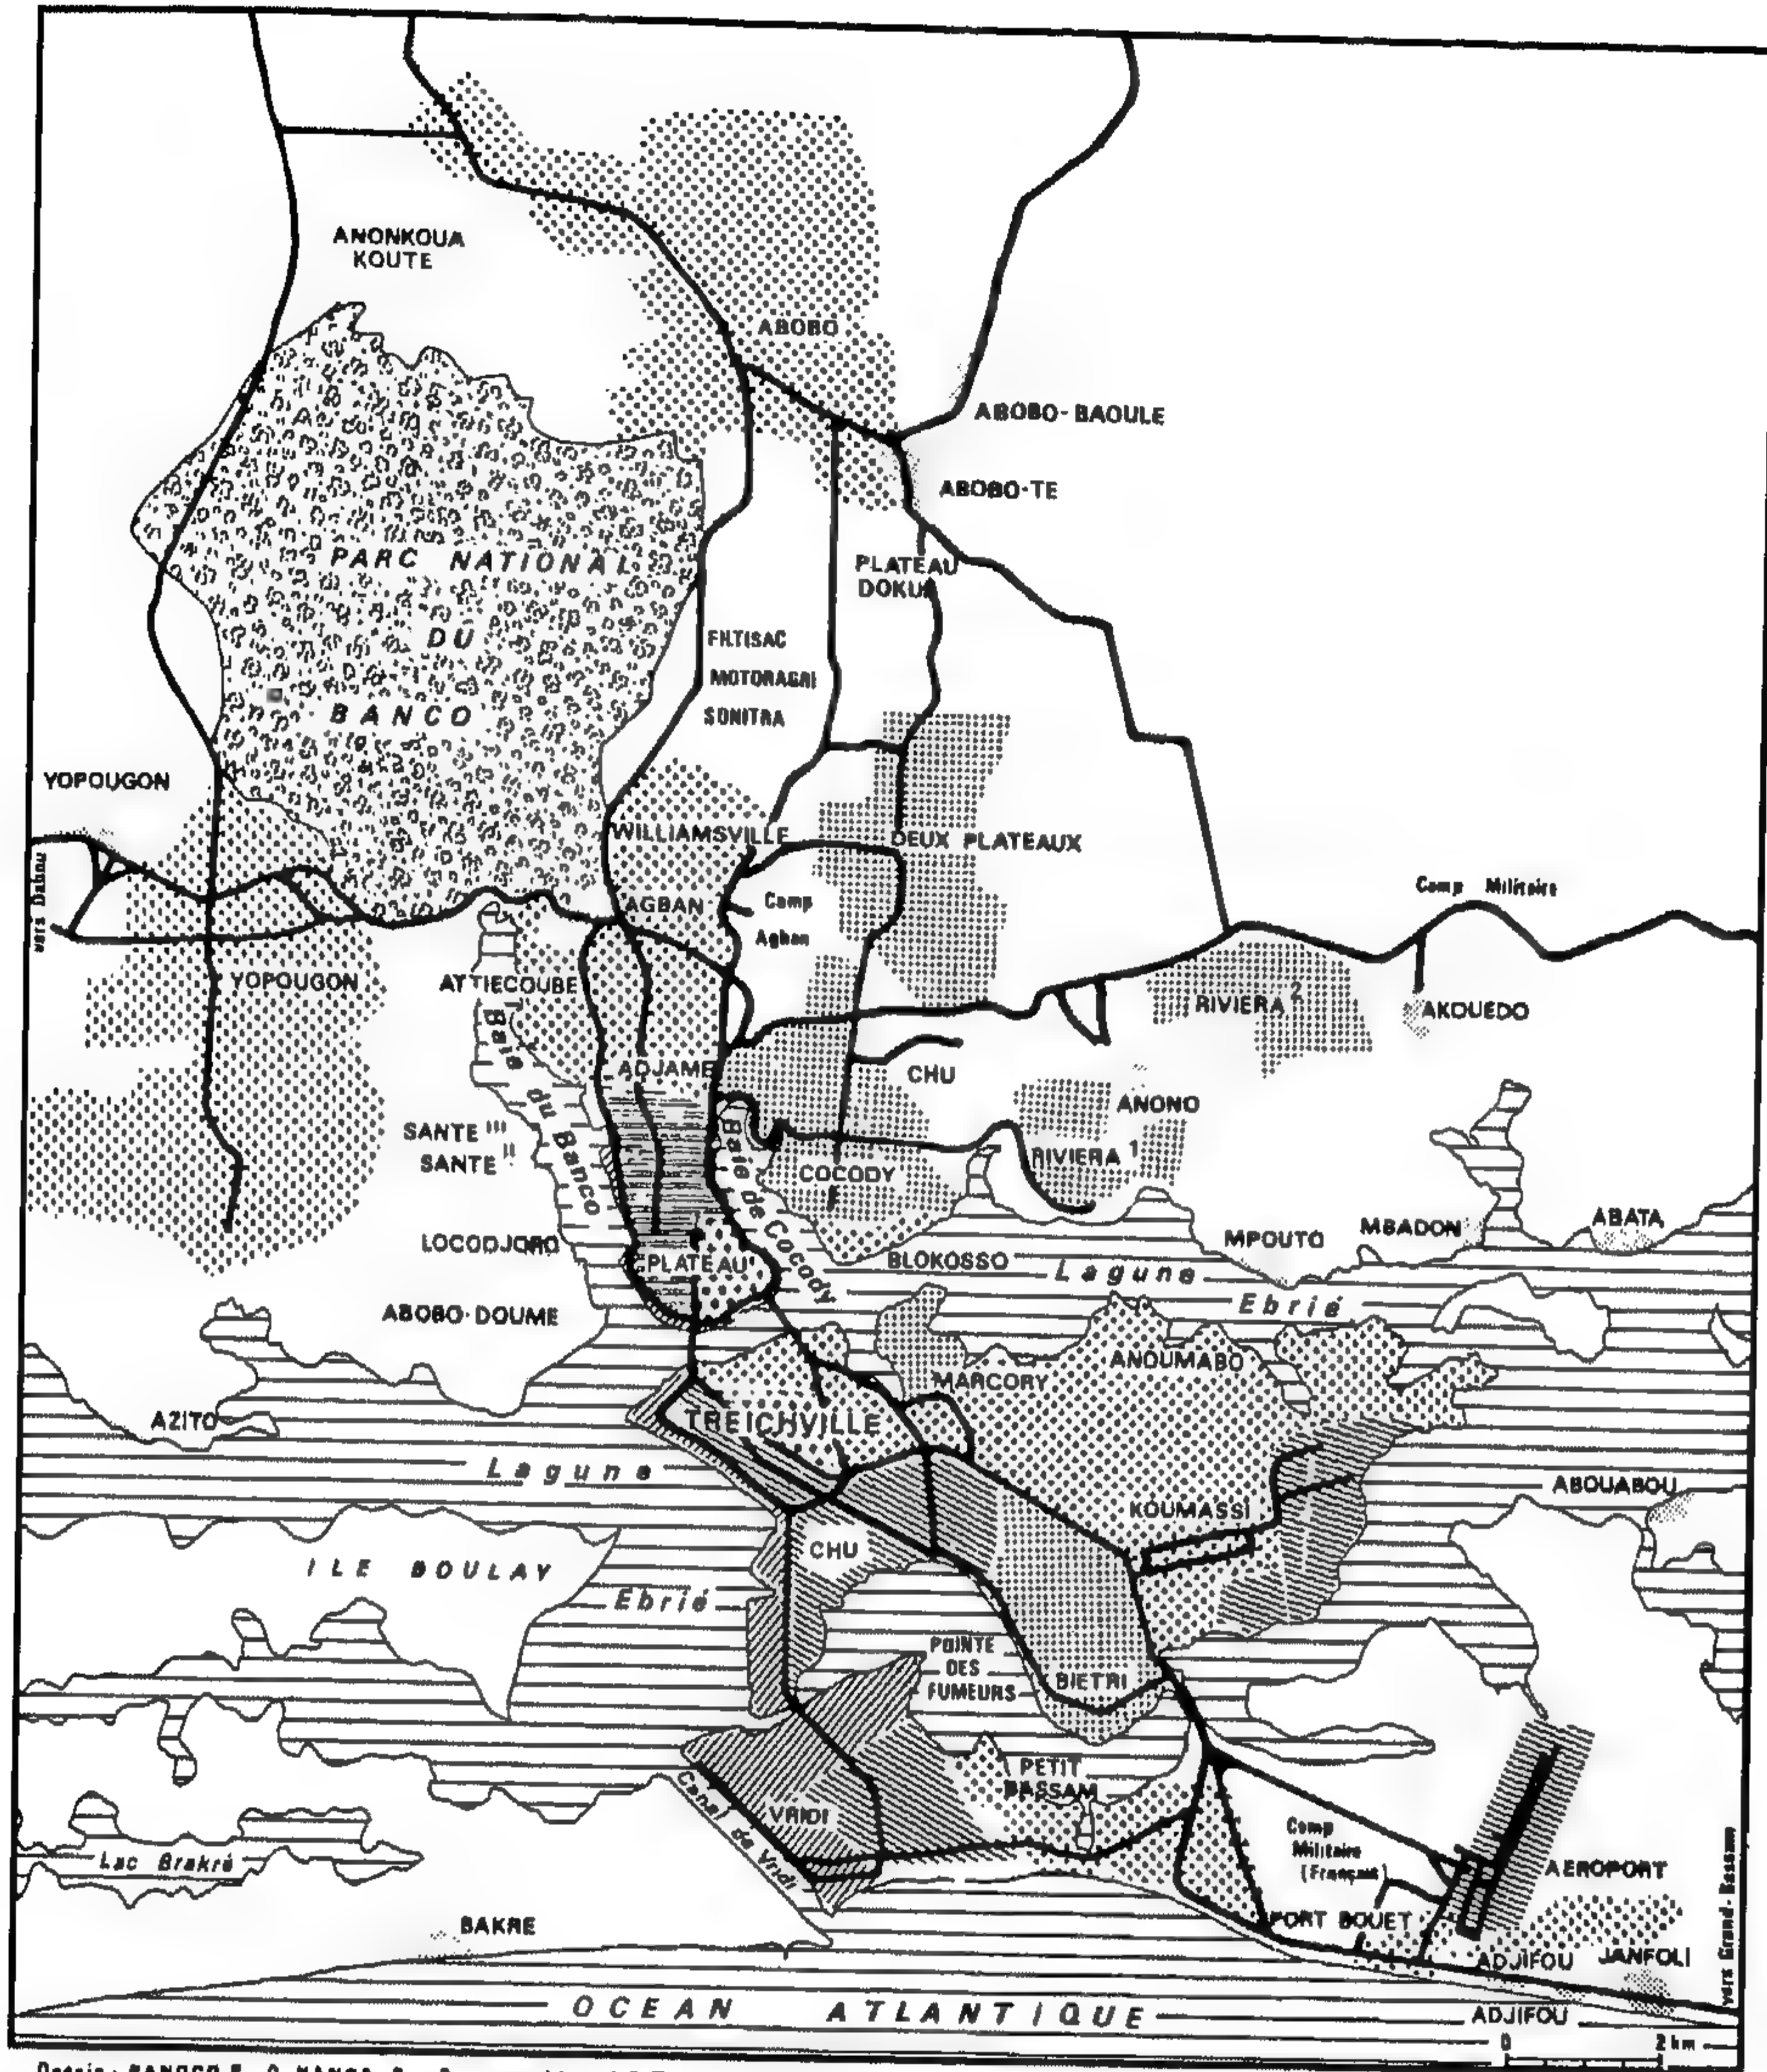 ANONKOUA
KOUTE
ABOBO
ABOBO-BAOULE
ABOBO-TE
PARC NATIONAL
DU
BANCO
PLATEAU
DOKUI
FILTISAC
MOTORAGRI
SONITRA
YOPOUGON
WILLIAMSVILLE
DEUX PLATEAUX
vers Dabou
AGBAN
Camp
Agban
Camp Militaire
YOPOUGON
ATTIECOUBE
RIVIERA 2
AKOUEDO
Baie du Banco
ADJAME
CHU
ANONO
SANTE III
SANTE II
Baie de Cocody
COCODY
RIVIERA 1
LOCODJORO
PLATEAU
BLOKOSSO
MPOUTO
MBADON
ABATA
Lagune
Ebrié
ABOBO-DOUME
ANOUMABO
MARCORY
AZITO
TREICHVILLE
Lagune
ABOUABOU
KOUMASSI
CHU
ILE BOULAY
Ebrié
POINTE
DES
FUMEURS
BIETRI
PETIT
BASSAM
Canal de Vridi
VRIDI
Camp
Militaire
(Français)
Lac Brakré
AEROPORT
BAKRE
PORT BOUET
ADJIFOU
JANFOLI
vers Grand-Bassam
OCEAN ATLANTIQUE
ADJIFOU
0 2 km